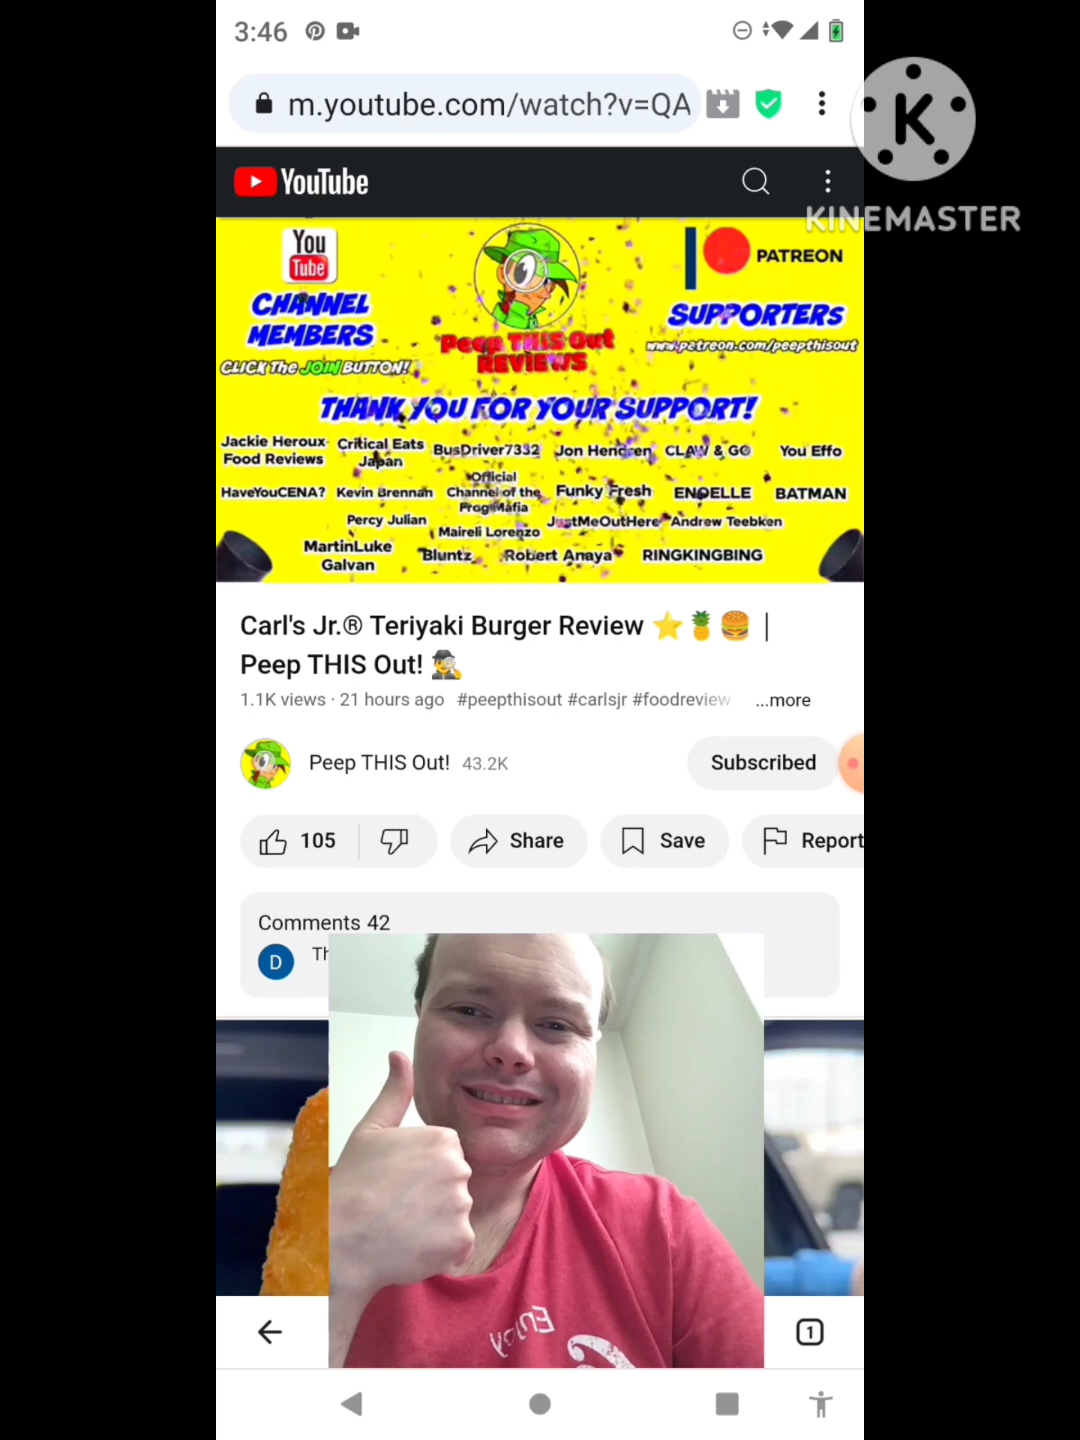 3:46
m.youtube.com/watch?v=QA
K
KINEMASTER
YouTube
You
Tube
CHANNEL
MEMBERS
CLICK The JOIN BUTTON!
Peep THIS Out
REVIEWS
PATREON
SUPPORTERs
www.patreon.com/peepthisout
THANK YOU FOR YOUR SUPPORT!
Jackie Heroux-
Food Reviews
Critical Eats
Japan
BusDriver7332
Jon Hendren
CLAW & GO
You Effo
HaveYouCENA?
Kevin Brennan
Official
Channel of the
Frog Mafia
Funky Fresh
ENOELLE
BATMAN
Percy Julian
Maireli Lorenzo
JustMeOutHere
Andrew Teebken
MartinLuke
Galvan
Bluntz
Robert Anaya
RINGKINGBING
Carl's Jr.® Teriyaki Burger Review ⭐🍍🍔 |
Peep THIS Out! 🕵️
1.1K views · 21 hours ago #peepthisout #carlsjr #foodreview ...more
Peep THIS Out! 43.2K
Subscribed
105
Share
Save
Report
Comments 42
D
Th
Enjoy
1